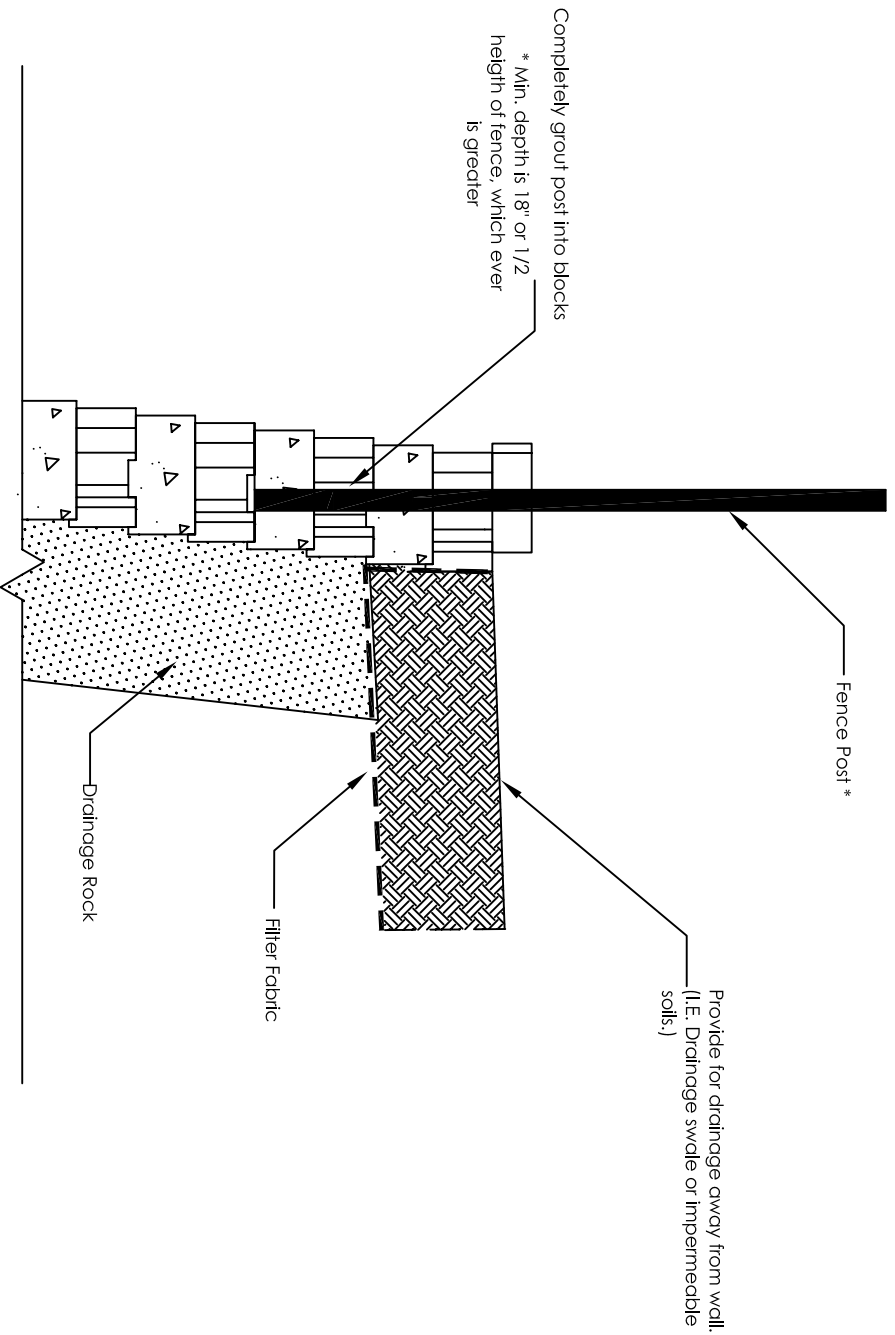 Completely grout post into blocks
* Min. depth is 18" or 1/2
heigth of fence, which ever
is greater
Fence Post *
Provide for drainage away from wall.
(I.E. Drainage swale or impermeable
soils.)
Filter Fabric
Drainage Rock